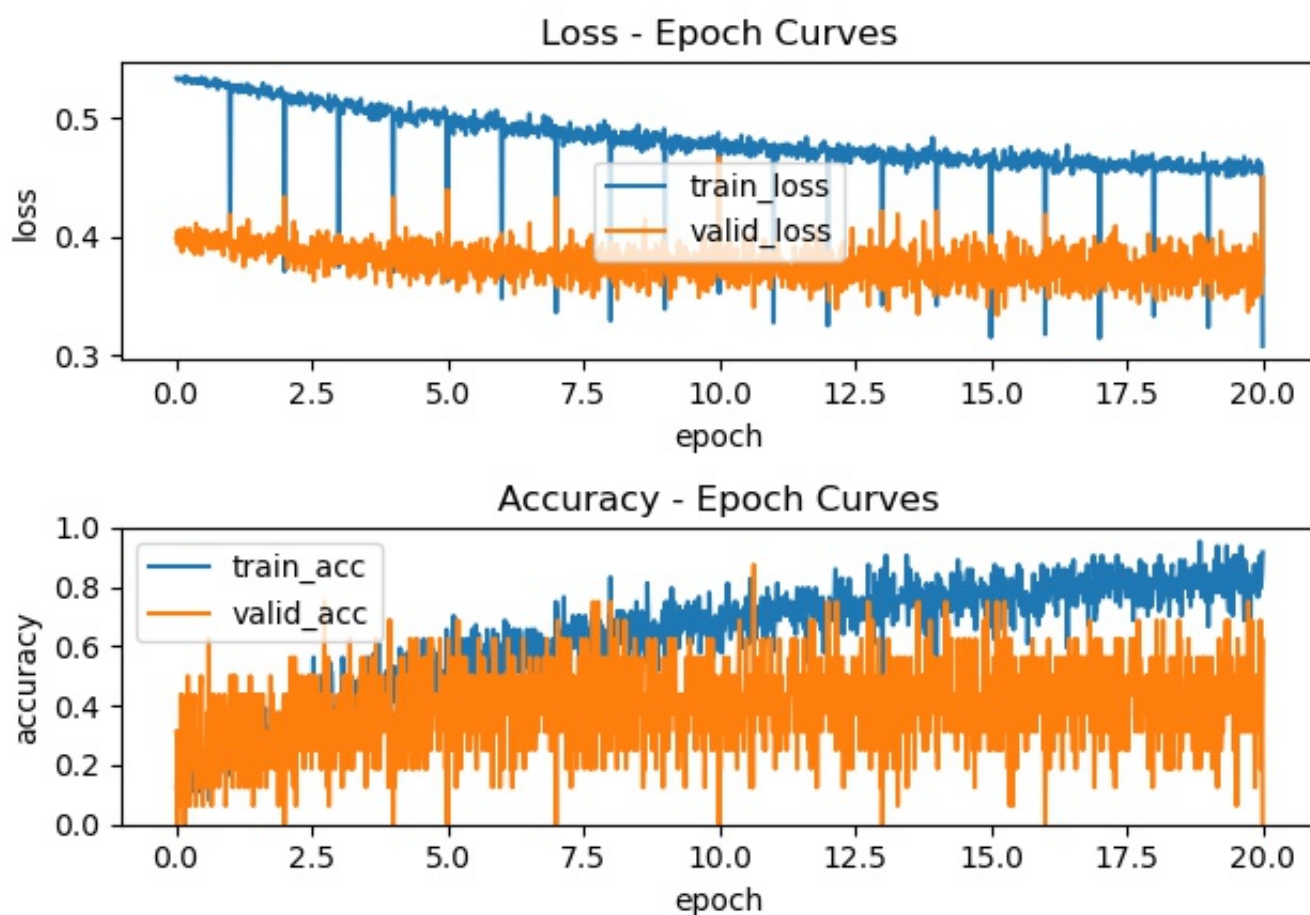 Loss - Epoch Curves
0.5
0.4
0.3
loss
train_loss
valid_loss
0.0 2.5 5.0 7.5 10.0 12.5 15.0 17.5 20.0
epoch
Accuracy - Epoch Curves
1.0
0.8
0.6
0.4
0.2
0.0
accuracy
train_acc
valid_acc
0.0 2.5 5.0 7.5 10.0 12.5 15.0 17.5 20.0
epoch